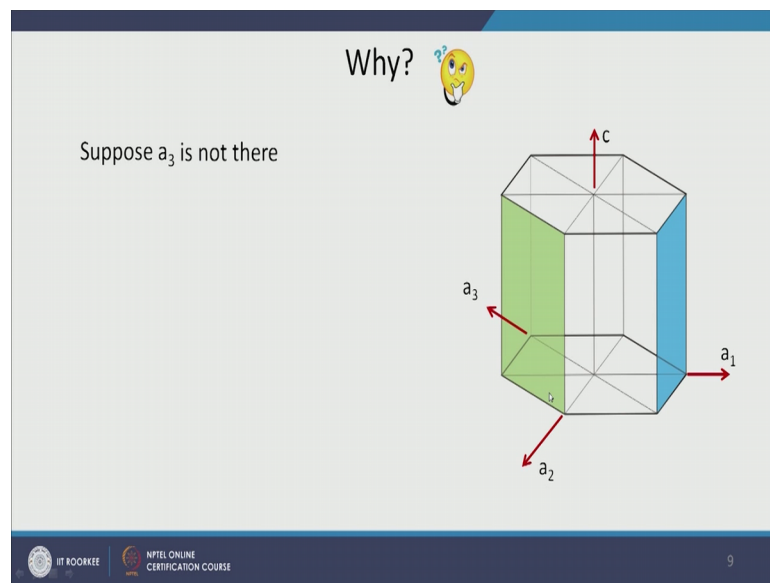 Why?
??
Suppose a₃ is not there
c
a₃
a₁
a₂
IIT ROORKEE
NPTEL ONLINE
CERTIFICATION COURSE
9